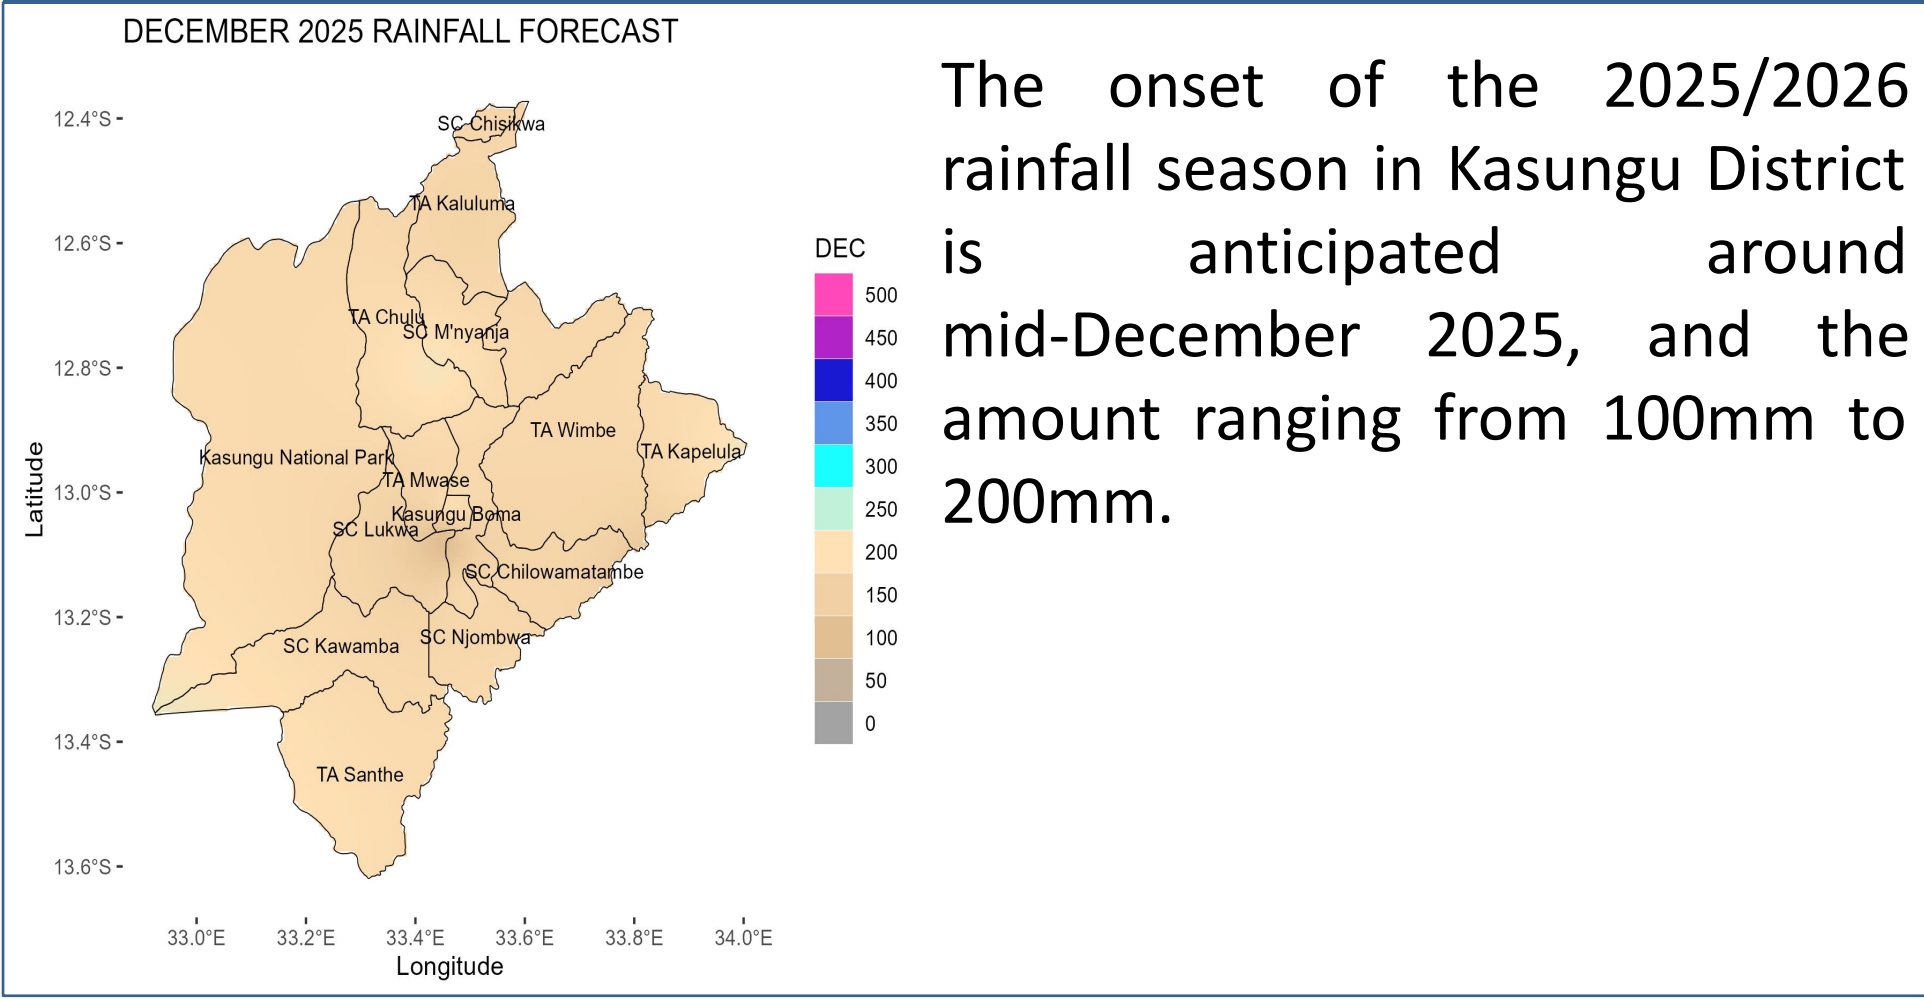 DECEMBER 2025 RAINFALL FORECAST
12.4°S
12.6°S
12.8°S
13.0°S
13.2°S
13.4°S
13.6°S
Latitude
SC Chisikwa
TA Kaluluma
TA Chulu
SC M'nyanja
TA Wimbe
TA Kapelula
Kasungu National Park
TA Mwase
Kasungu Boma
SC Lukwa
SC Chilowamatambe
SC Njombwa
SC Kawamba
TA Santhe
33.0°E 33.2°E 33.4°E 33.6°E 33.8°E 34.0°E
Longitude
DEC
500
450
400
350
300
250
200
150
100
50
0
The onset of the 2025/2026
rainfall season in Kasungu District
is anticipated around
mid-December 2025, and the
amount ranging from 100mm to
200mm.